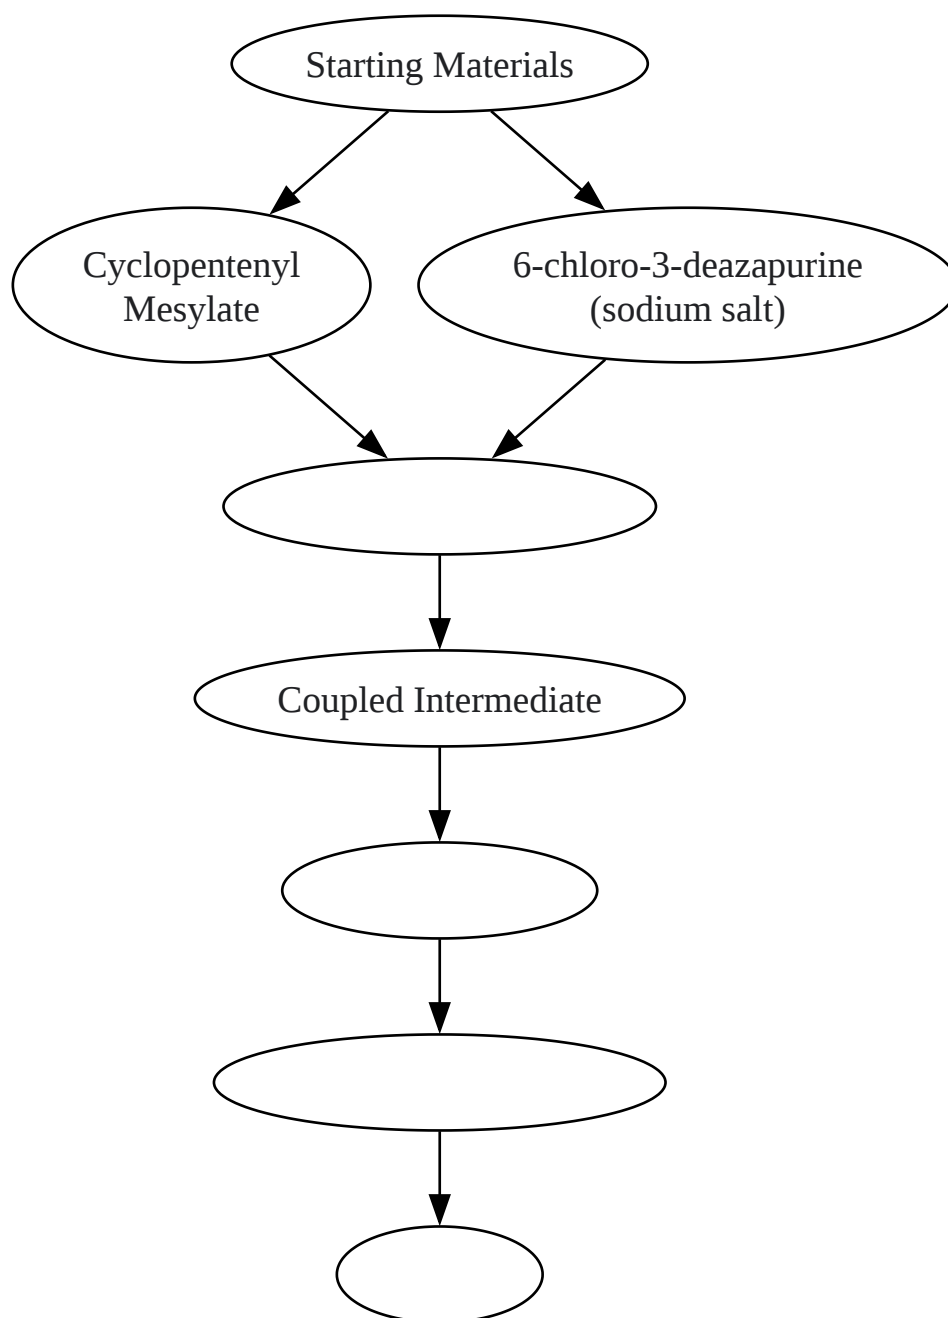 Starting Materials
Cyclopentenyl
Mesylate
6-chloro-3-deazapurine
(sodium salt)
Coupled Intermediate